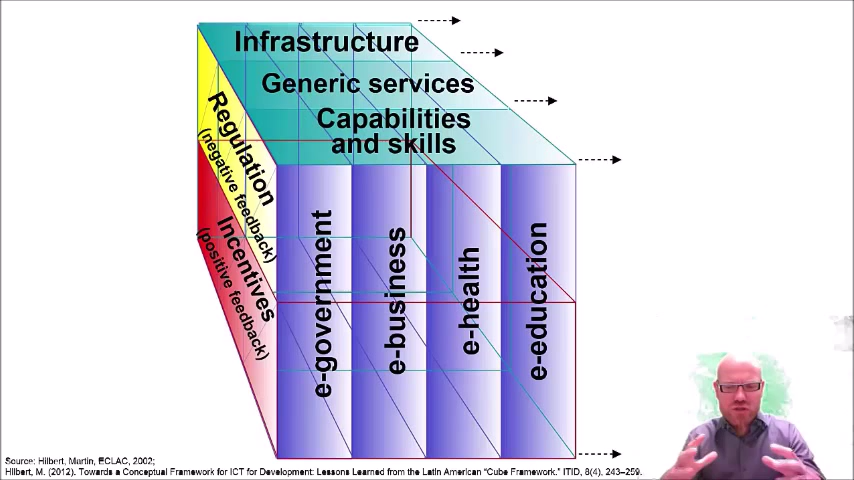 Infrastructure
Generic services
Capabilities
and skills
Regulation
(negative feedback)
Incentives
(positive feedback)
e-government
e-business
e-health
e-education
Source: Hilbert, Martin, ECLAC, 2002;
Hilbert, M. (2012). Towards a Conceptual Framework for ICT for Development: Lessons Learned from the Latin American “Cube Framework.” ITID, 8(4), 243–259.